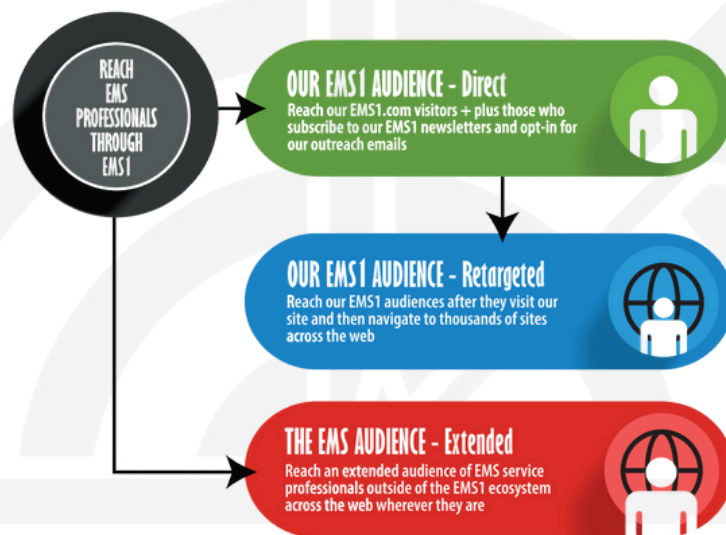 REACH
EMS
PROFESSIONALS
THROUGH
EMS1
OUR EMS1 AUDIENCE - Direct
Reach our EMS1.com visitors + plus those who
subscribe to our EMS1 newsletters and opt-in for
our outreach emails
OUR EMS1 AUDIENCE - Retargeted
Reach our EMS1 audiences after they visit our
site and then navigate to thousands of sites
across the web
THE EMS AUDIENCE - Extended
Reach an extended audience of EMS service
professionals outside of the EMS1 ecosystem
across the web wherever they are